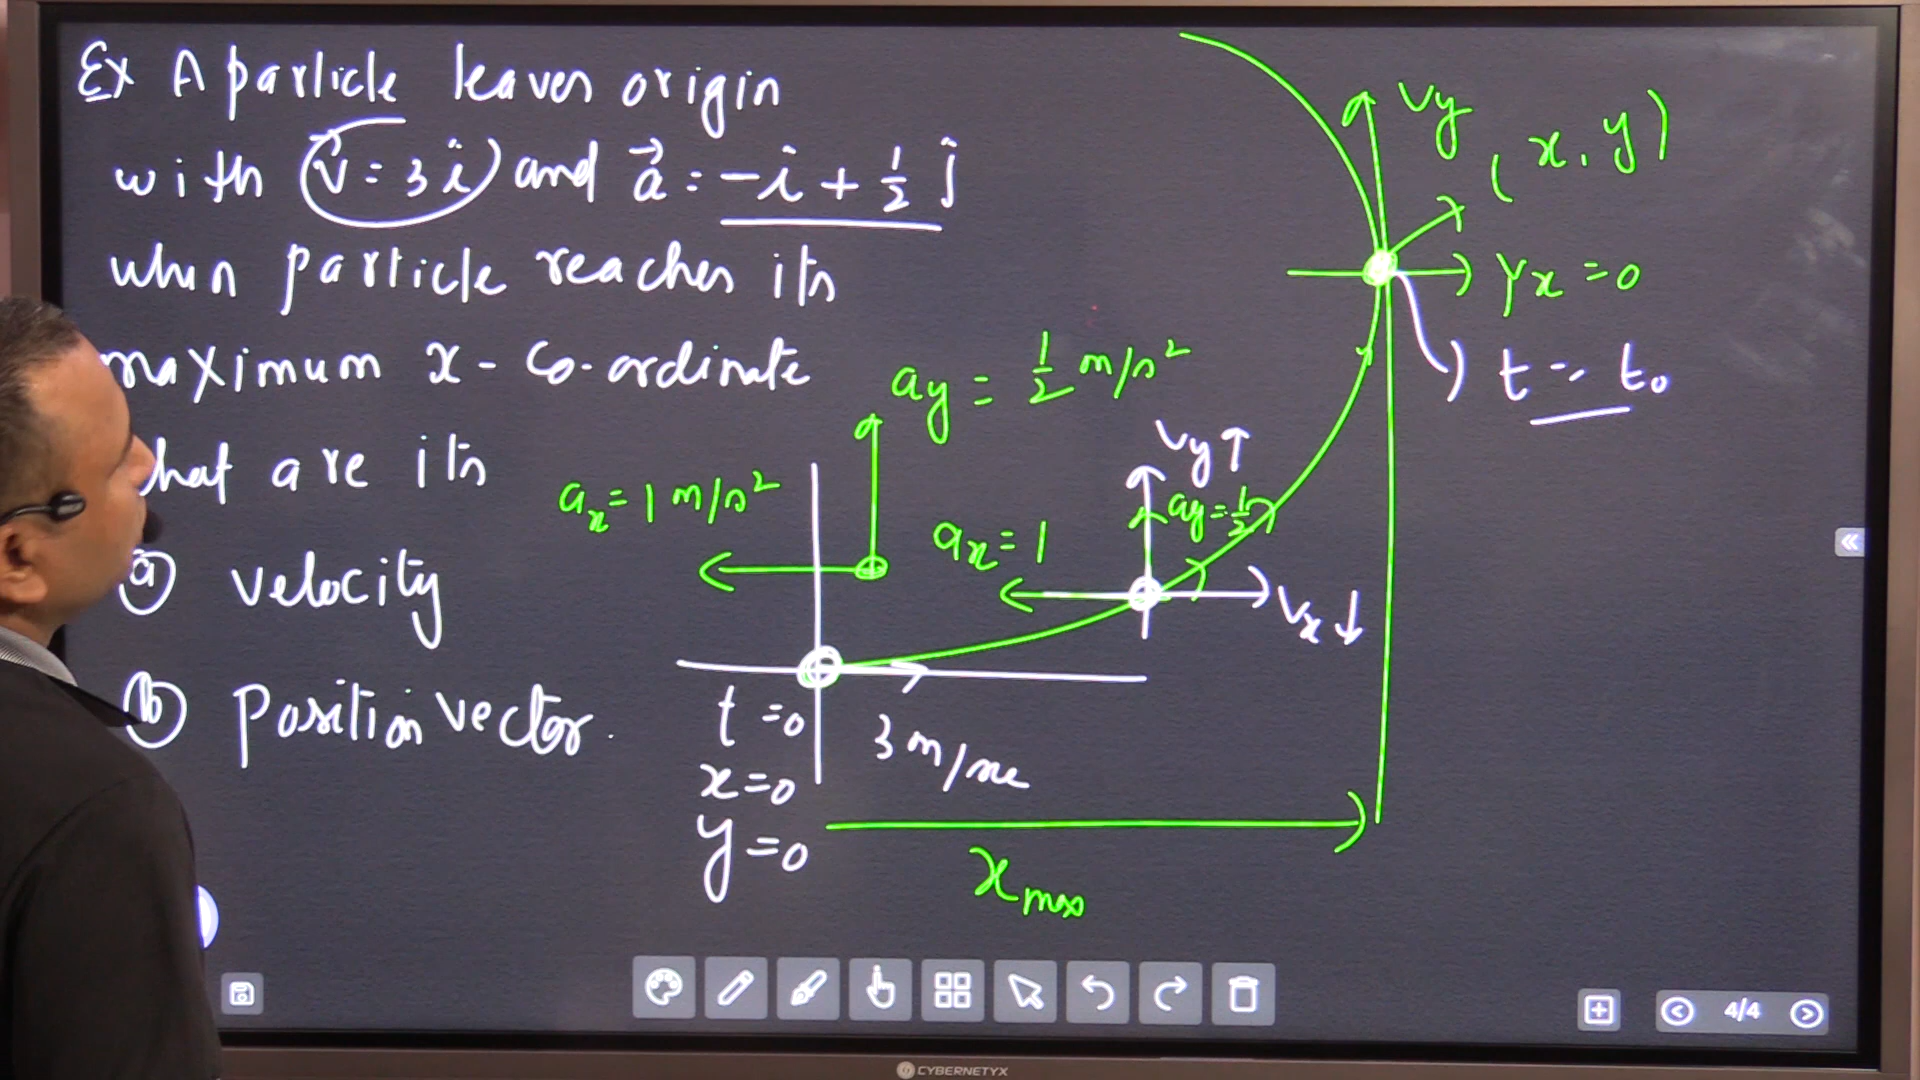 Ex A particle leaves origin
with v⃗ = 3 î and a⃗ = -î + 1/2 ĵ
when particle reaches its
maximum x - co-ordinate
what are its
ⓐ velocity
ⓑ position vector.
ax = 1 m/s²
ay = 1/2 m/s²
ax = 1
vy ↑
ay = 1/2
vx ↓
t = 0
x = 0
y = 0
3 m/sec
xmax
vy
(x, y)
vx = 0
t = t₀
4/4
CYBERNETYX